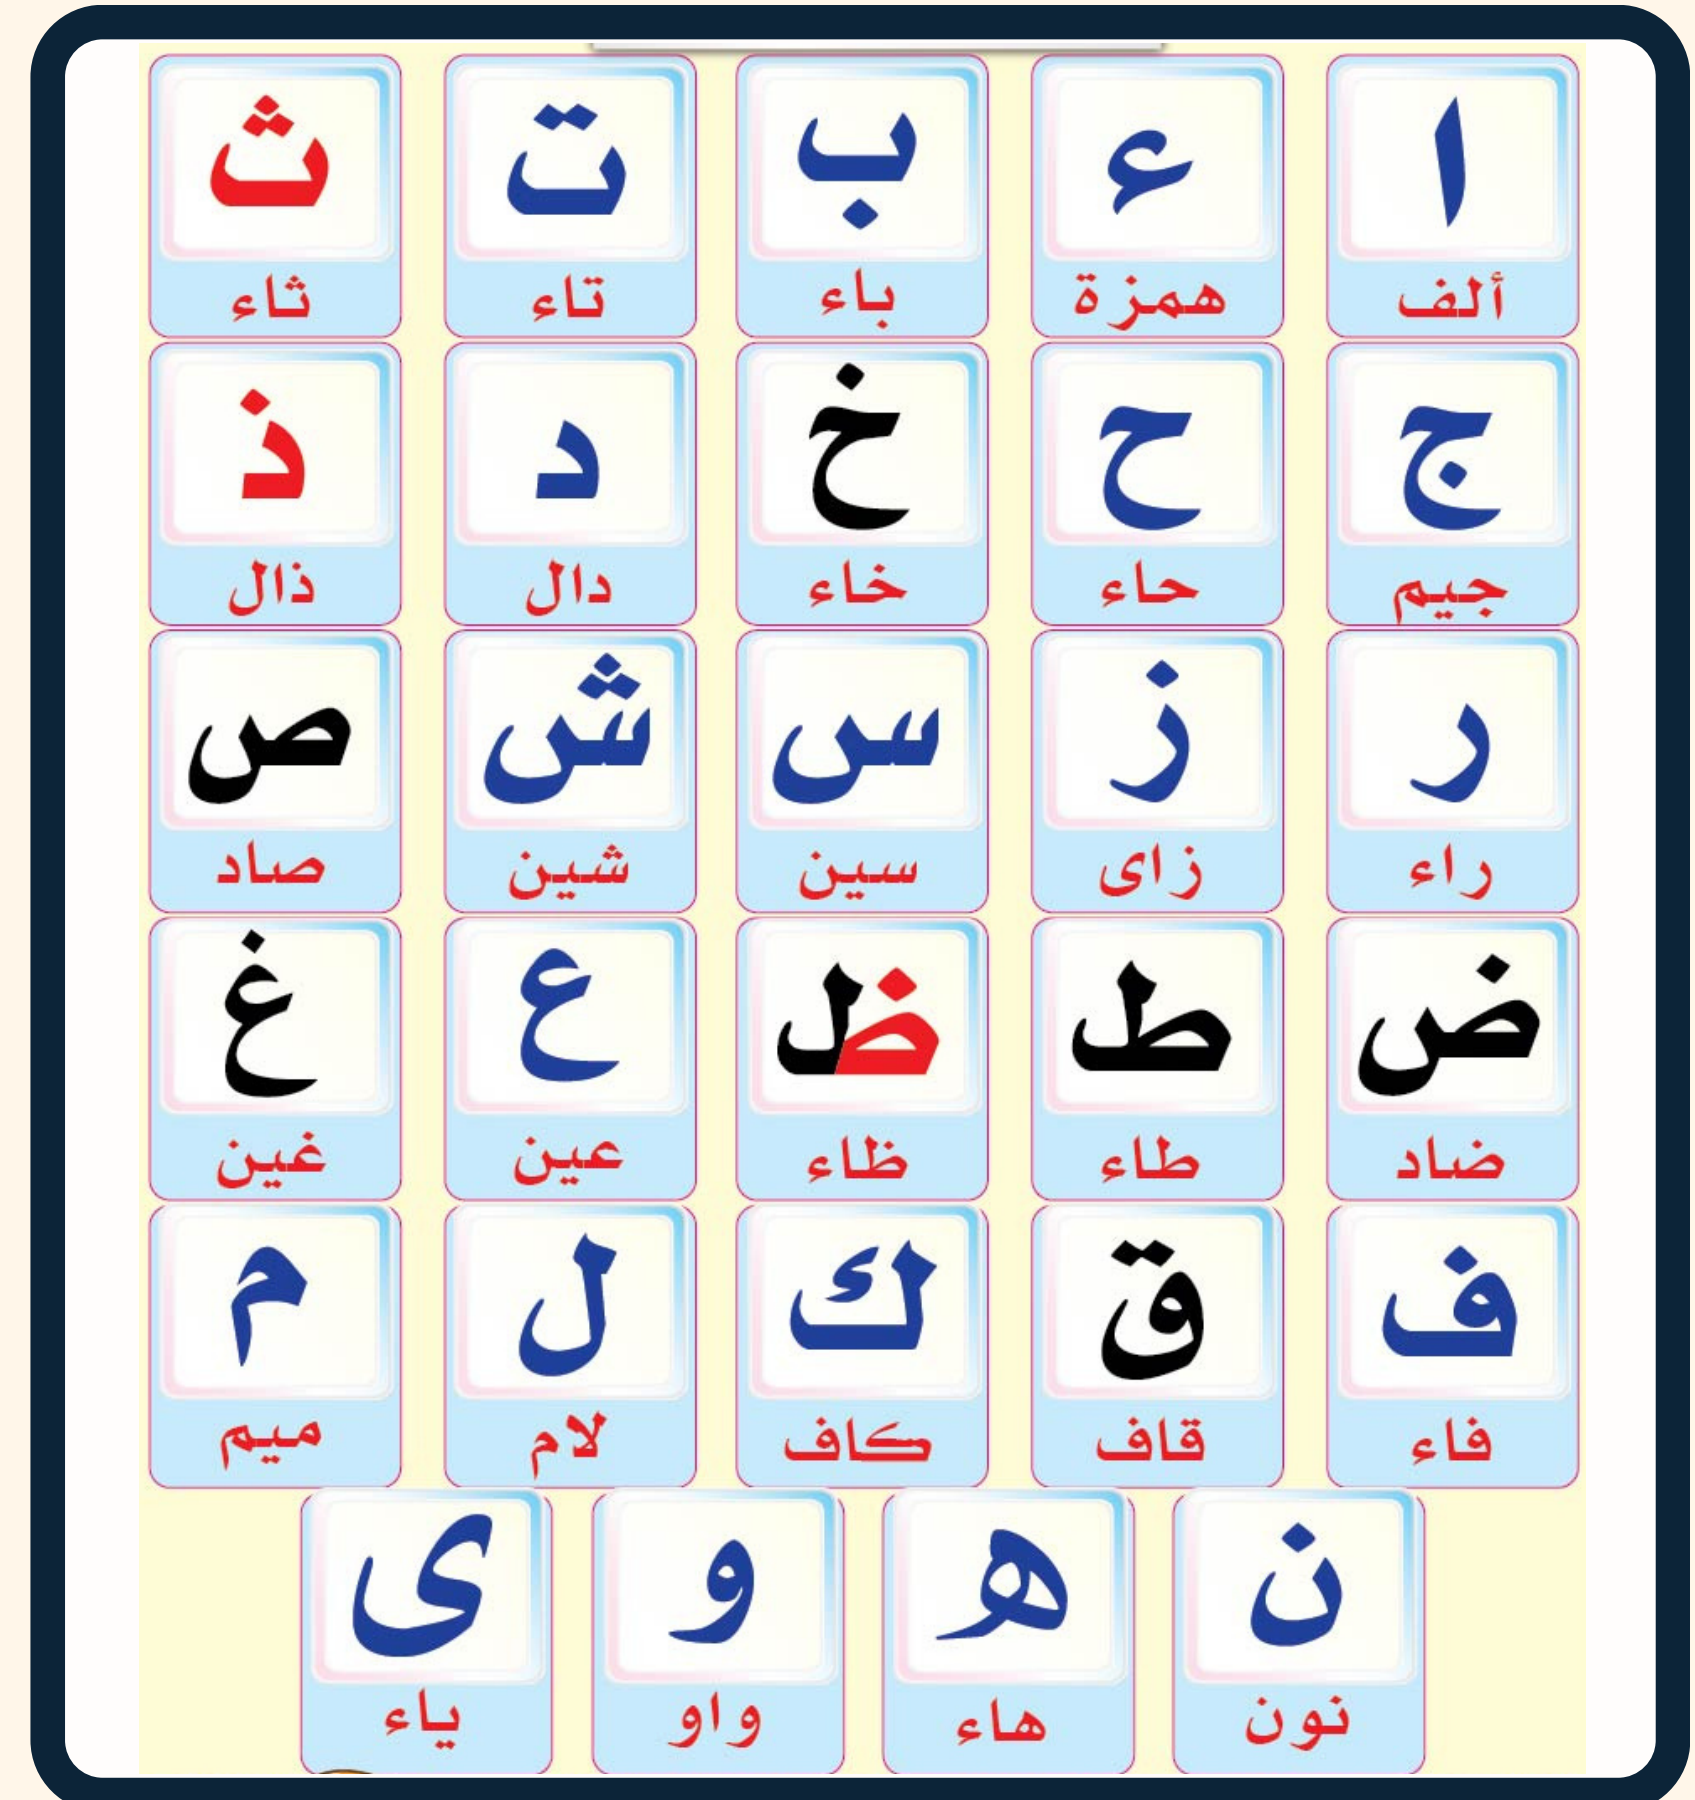 ا ء ب ت ث
ألف همزة باء تاء ثاء
ج ح خ د ذ
جيم حاء خاء دال ذال
ر ز س ش ص
راء زاى سين شين صاد
ض ط ظ ع غ
ضاد طاء ظاء عين غين
ف ق ك ل م
فاء قاف كاف لام ميم
ن ه و ى
نون هاء واو ياء